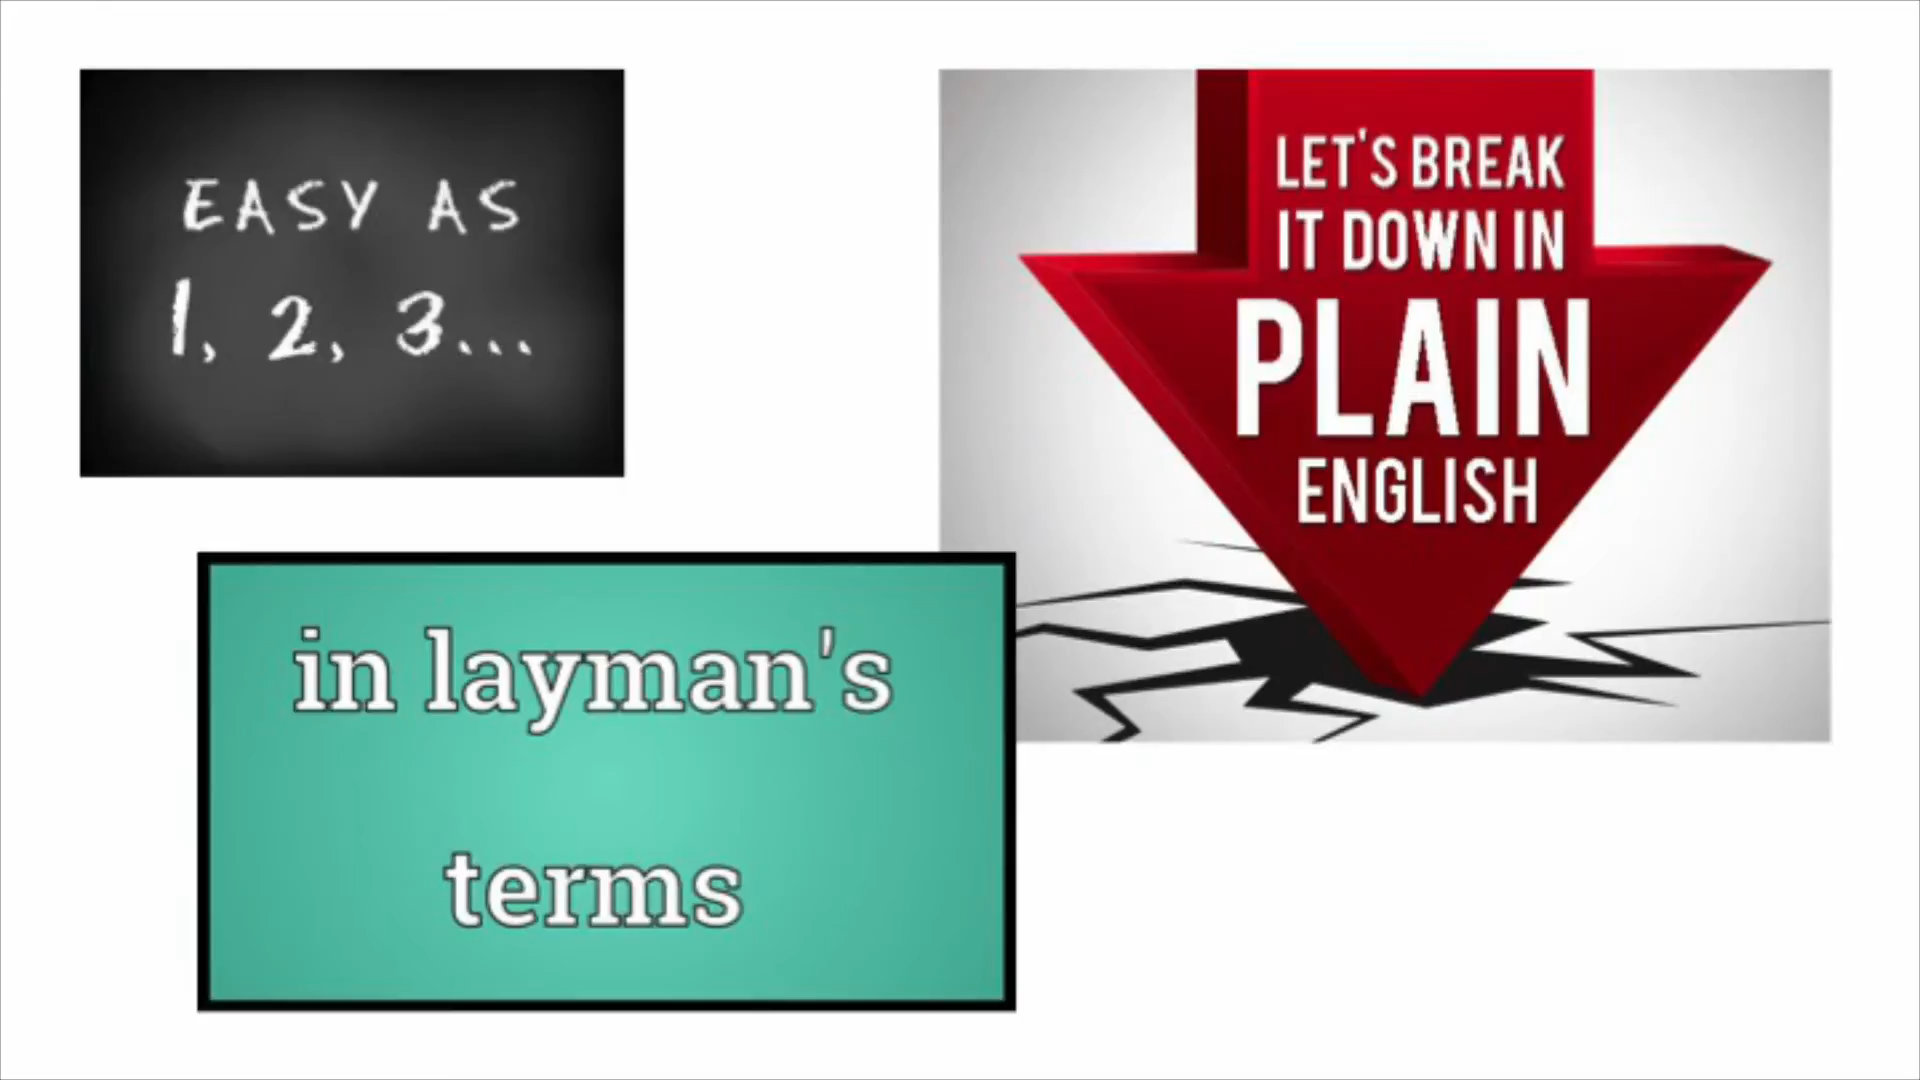 EASY AS
1, 2, 3...
LET'S BREAK
IT DOWN IN
PLAIN
ENGLISH
in layman's
terms